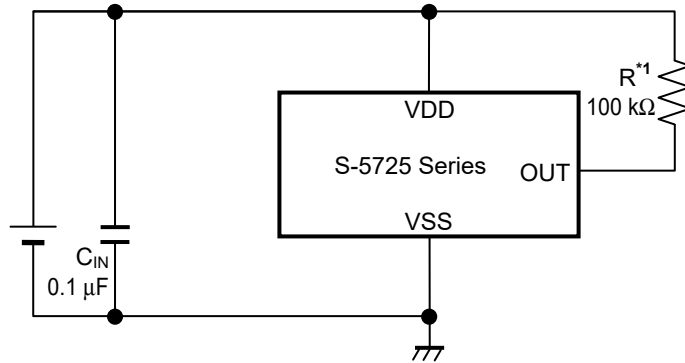 R*1
100 kΩ
VDD
S-5725 Series
OUT
VSS
CIN
0.1 μF